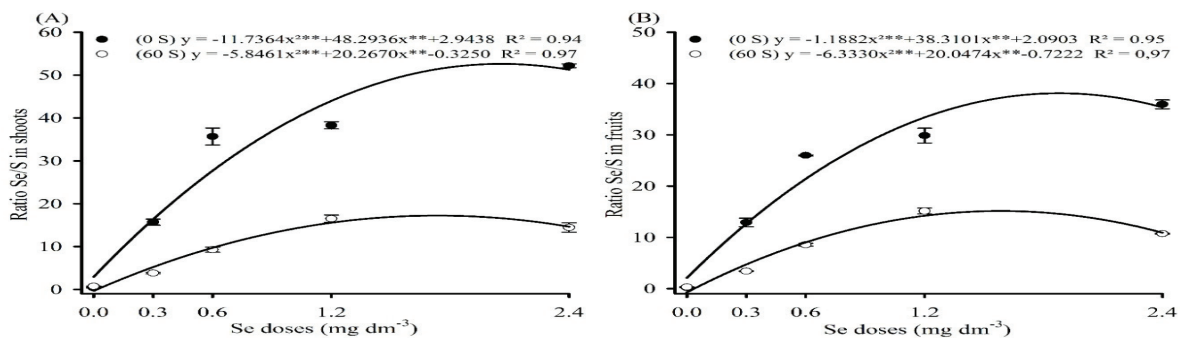 (A)
(0 S) y = -11.7364x²**+48.2936x**+2.9438 R² = 0.94
(60 S) y = -5.8461x²**+20.2670x**-0.3250 R² = 0.97
60
50
40
30
20
10
0
Ratio Se/S in shoots
0.0 0.3 0.6 1.2 2.4
Se doses (mg dm⁻³)
(B)
(0 S) y = -1.1882x²**+38.3101x**+2.0903 R² = 0.95
(60 S) y = -6.3330x²**+20.0474x**-0.7222 R² = 0,97
50
40
30
20
10
0
Ratio Se/S in fruits
0.0 0.3 0.6 1.2 2.4
Se doses (mg dm⁻³)